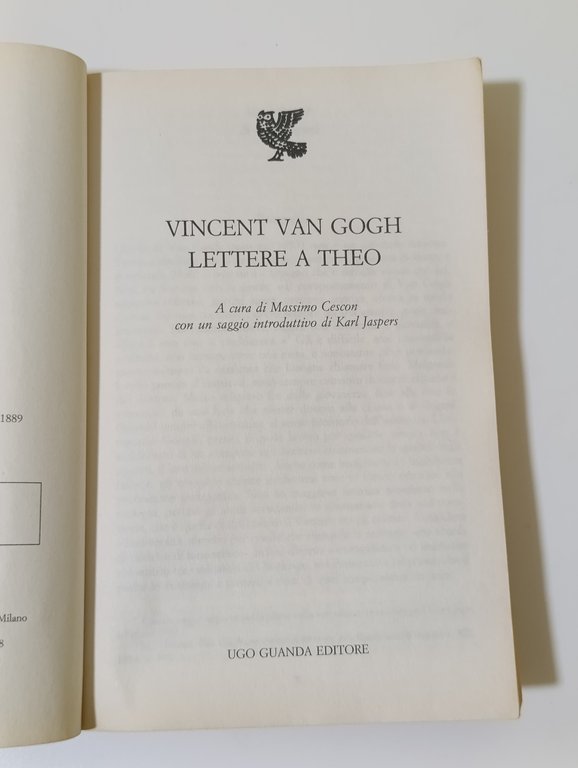 1889
Milano
8
VINCENT VAN GOGH
LETTERE A THEO
A cura di Massimo Cescon
con un saggio introduttivo di Karl Jaspers
UGO GUANDA EDITORE